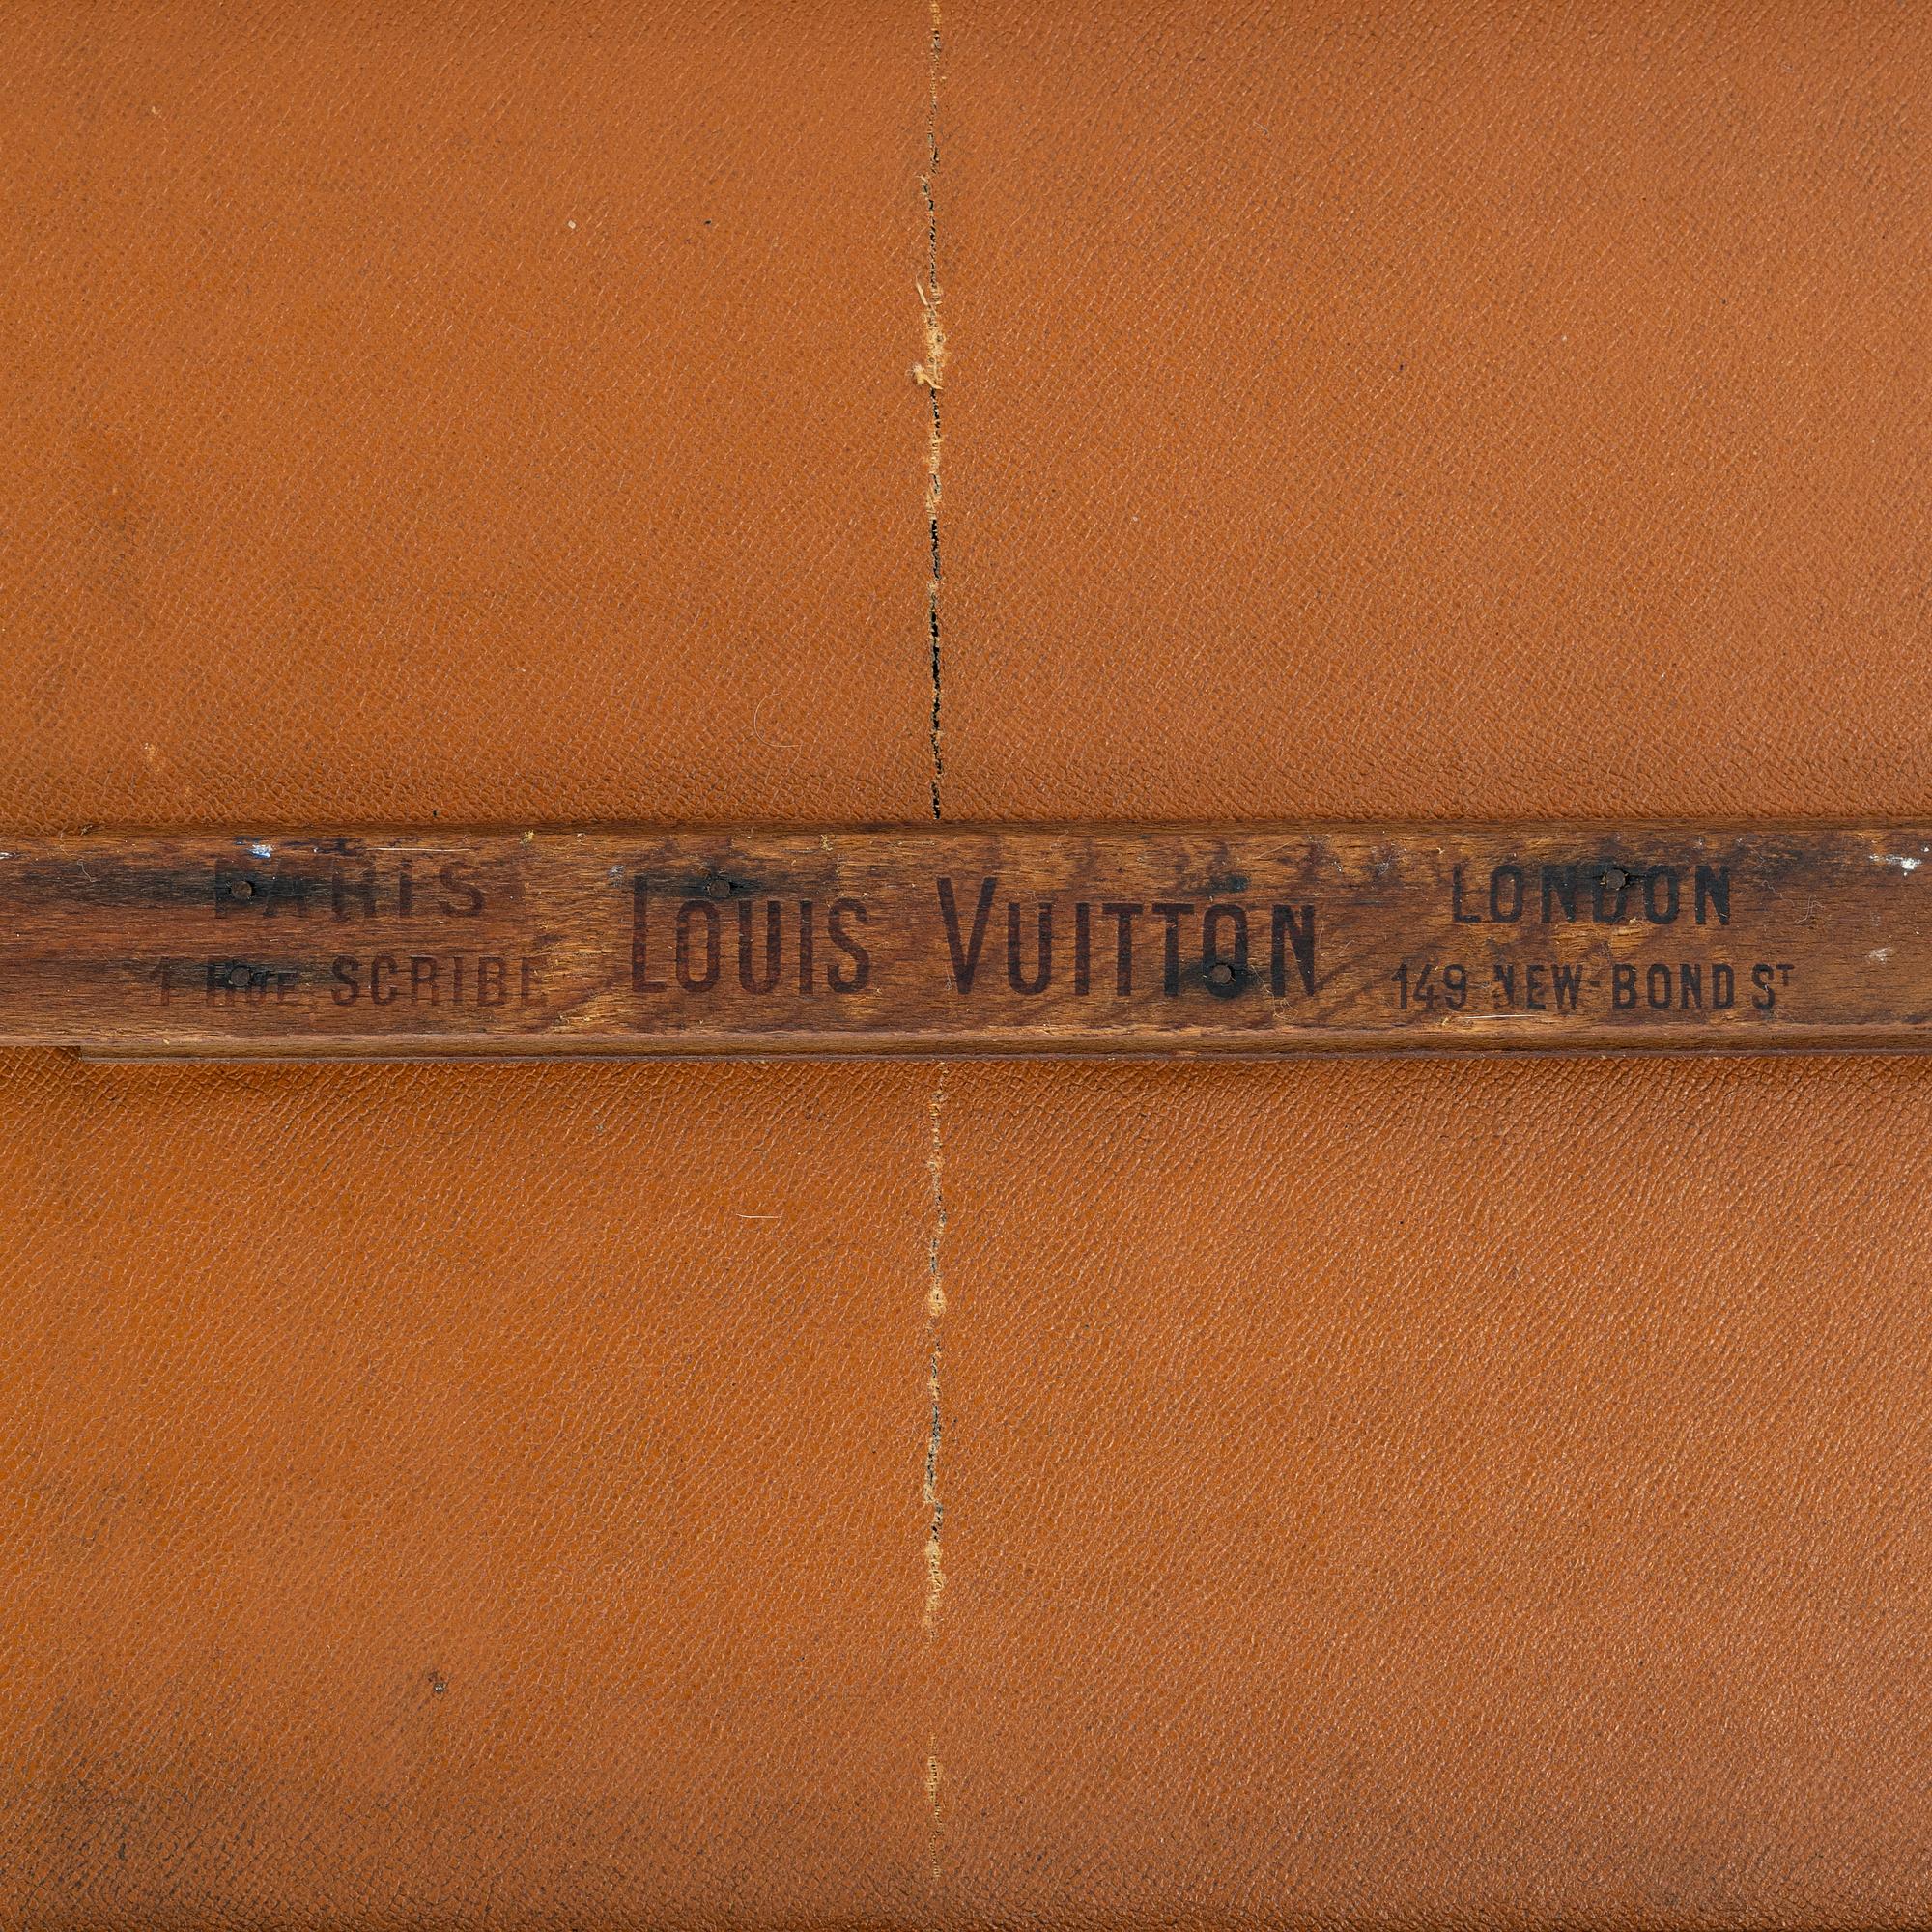 PARIS
1 RUE SCRIBE
LOUIS VUITTON
LONDON
149 NEW-BOND ST